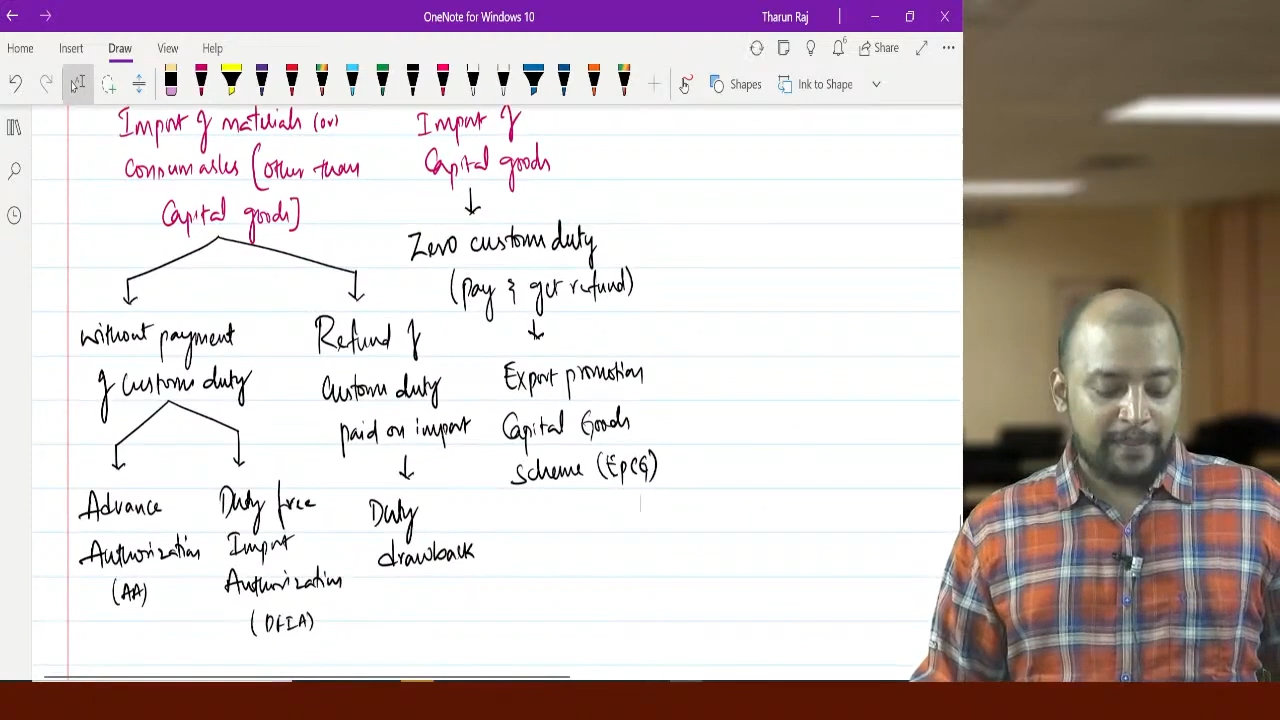 OneNote for Windows 10
Tharun Raj
Home
Insert
Draw
View
Help
6
Share
Shapes
Ink to Shape
Import of materials (or)
Consumables [other than
Capital goods]
without payment
of customs duty
Advance
Authorization
(AA)
Duty free
Import
Authorization
(DFIA)
Refund of
Custom duty
paid on import
Duty
drawback
Import of
Capital goods
Zero custom duty
(pay & get refund)
Export promotion
Capital Goods
scheme (EPCG)